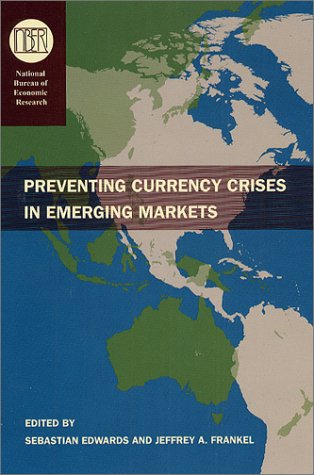 NBER
National
Bureau of
Economic
Research
PREVENTING CURRENCY CRISES
IN EMERGING MARKETS
EDITED BY
SEBASTIAN EDWARDS AND JEFFREY A. FRANKEL